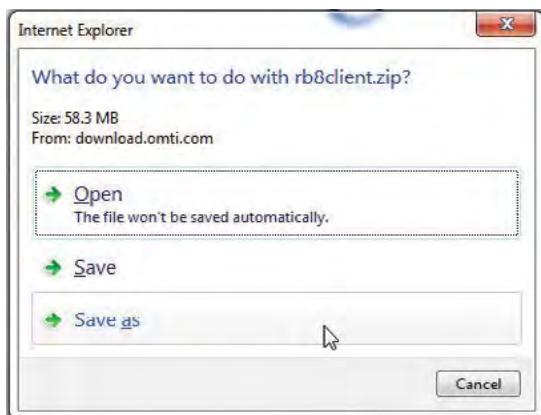 Internet Explorer
What do you want to do with rb8client.zip?
Size: 58.3 MB
From: download.omti.com
Open
The file won't be saved automatically.
Save
Save as
Cancel